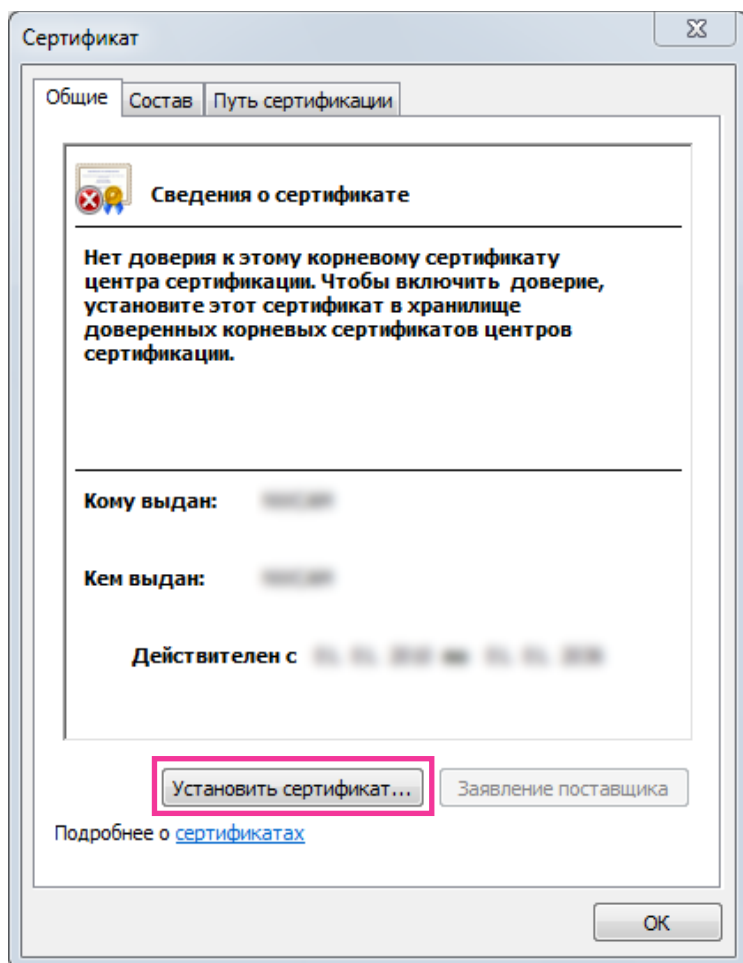 Сертификат
Общие Состав Путь сертификации
Сведения о сертификате
Нет доверия к этому корневому сертификату
центра сертификации. Чтобы включить доверие,
установите этот сертификат в хранилище
доверенных корневых сертификатов центров
сертификации.
Кому выдан:
Кем выдан:
Действителен с
Установить сертификат... Заявление поставщика
Подробнее о сертификатах
ОК